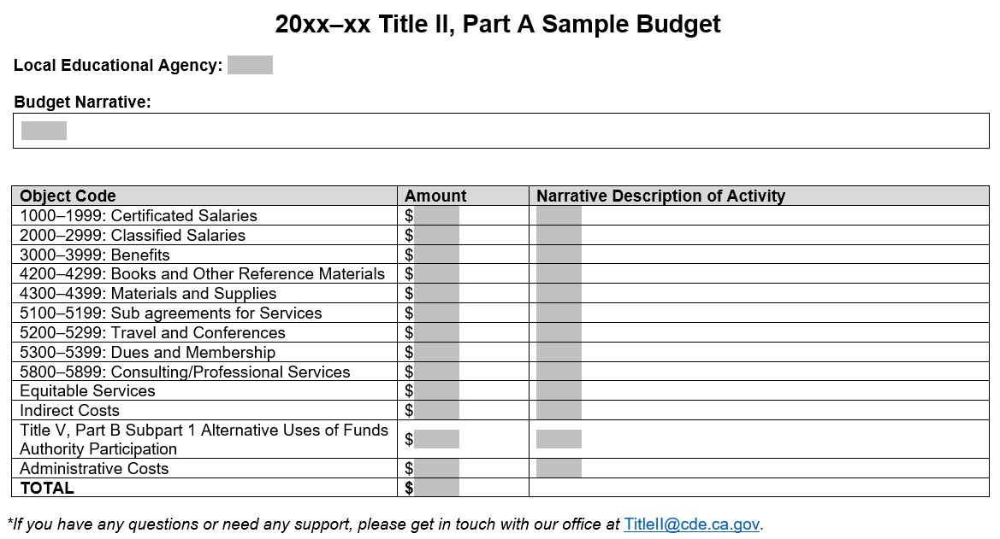 20xx–xx Title II, Part A Sample Budget
Local Educational Agency:
Budget Narrative:
Object Code Amount Narrative Description of Activity
1000–1999: Certificated Salaries $
2000–2999: Classified Salaries $
3000–3999: Benefits $
4200–4299: Books and Other Reference Materials $
4300–4399: Materials and Supplies $
5100–5199: Sub agreements for Services $
5200–5299: Travel and Conferences $
5300–5399: Dues and Membership $
5800–5899: Consulting/Professional Services $
Equitable Services $
Indirect Costs $
Title V, Part B Subpart 1 Alternative Uses of Funds
Authority Participation $
Administrative Costs $
TOTAL $
*If you have any questions or need any support, please get in touch with our office at TitleII@cde.ca.gov.